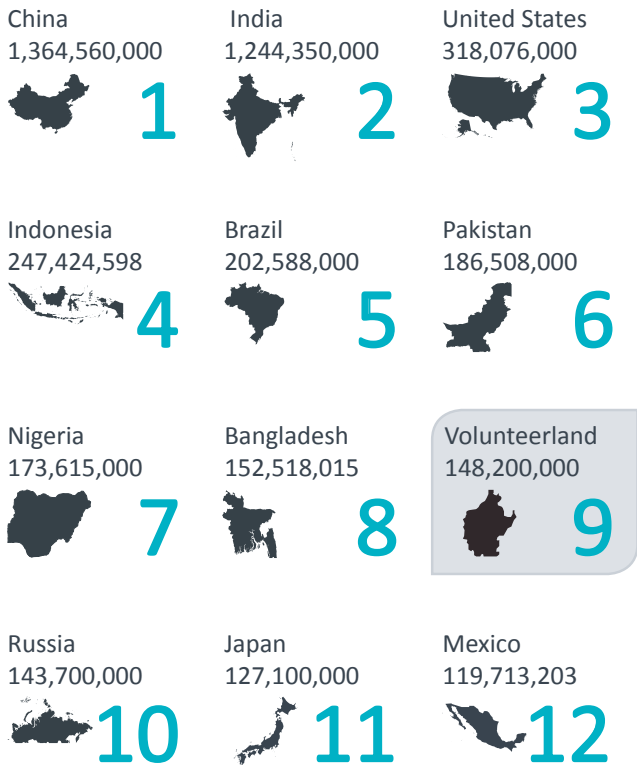 China
1,364,560,000
1
India
1,244,350,000
2
United States
318,076,000
3
Indonesia
247,424,598
4
Brazil
202,588,000
5
Pakistan
186,508,000
6
Nigeria
173,615,000
7
Bangladesh
152,518,015
8
Volunteerland
148,200,000
9
Russia
143,700,000
10
Japan
127,100,000
11
Mexico
119,713,203
12